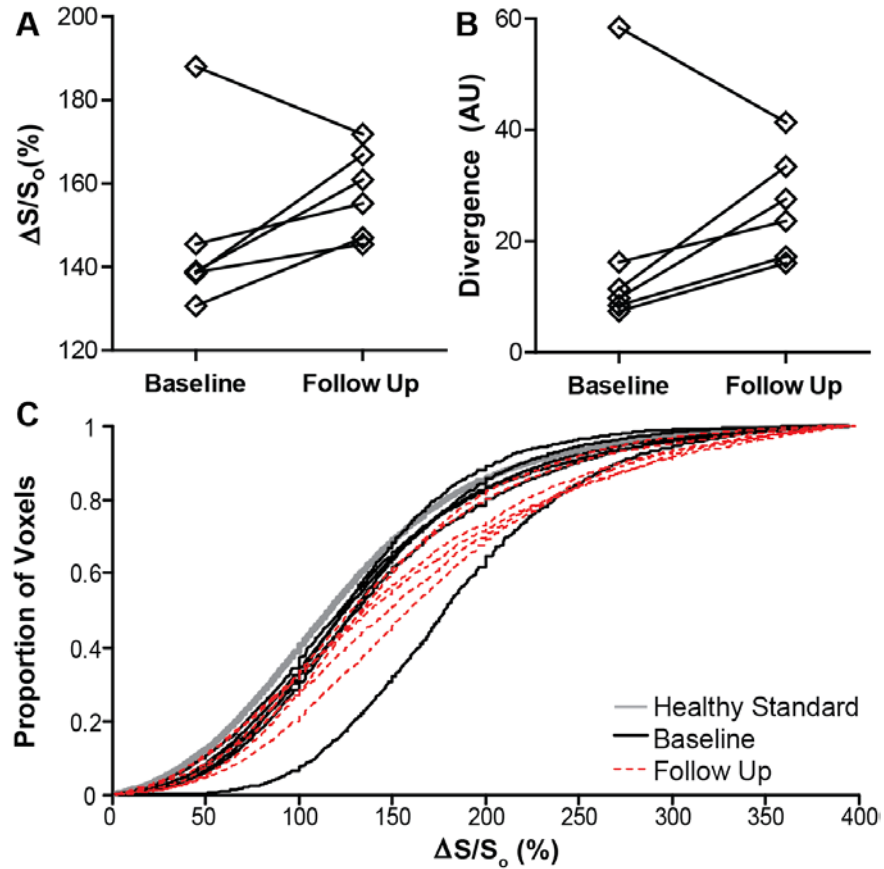 A
200
180
160
140
120
ΔS/Sₒ(%)
Baseline Follow Up
B
60
40
20
0
Divergence (AU)
Baseline Follow Up
C
1
0.8
0.6
0.4
0.2
0
Proportion of Voxels
Healthy Standard
Baseline
Follow Up
0 50 100 150 200 250 300 350 400
ΔS/Sₒ (%)